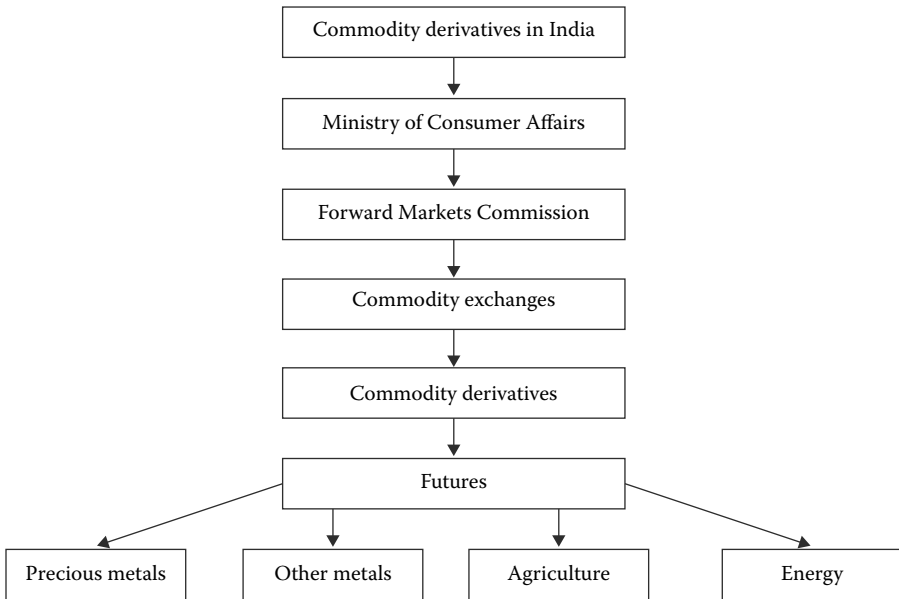 Commodity derivatives in India
Ministry of Consumer Affairs
Forward Markets Commission
Commodity exchanges
Commodity derivatives
Futures
Precious metals
Other metals
Agriculture
Energy